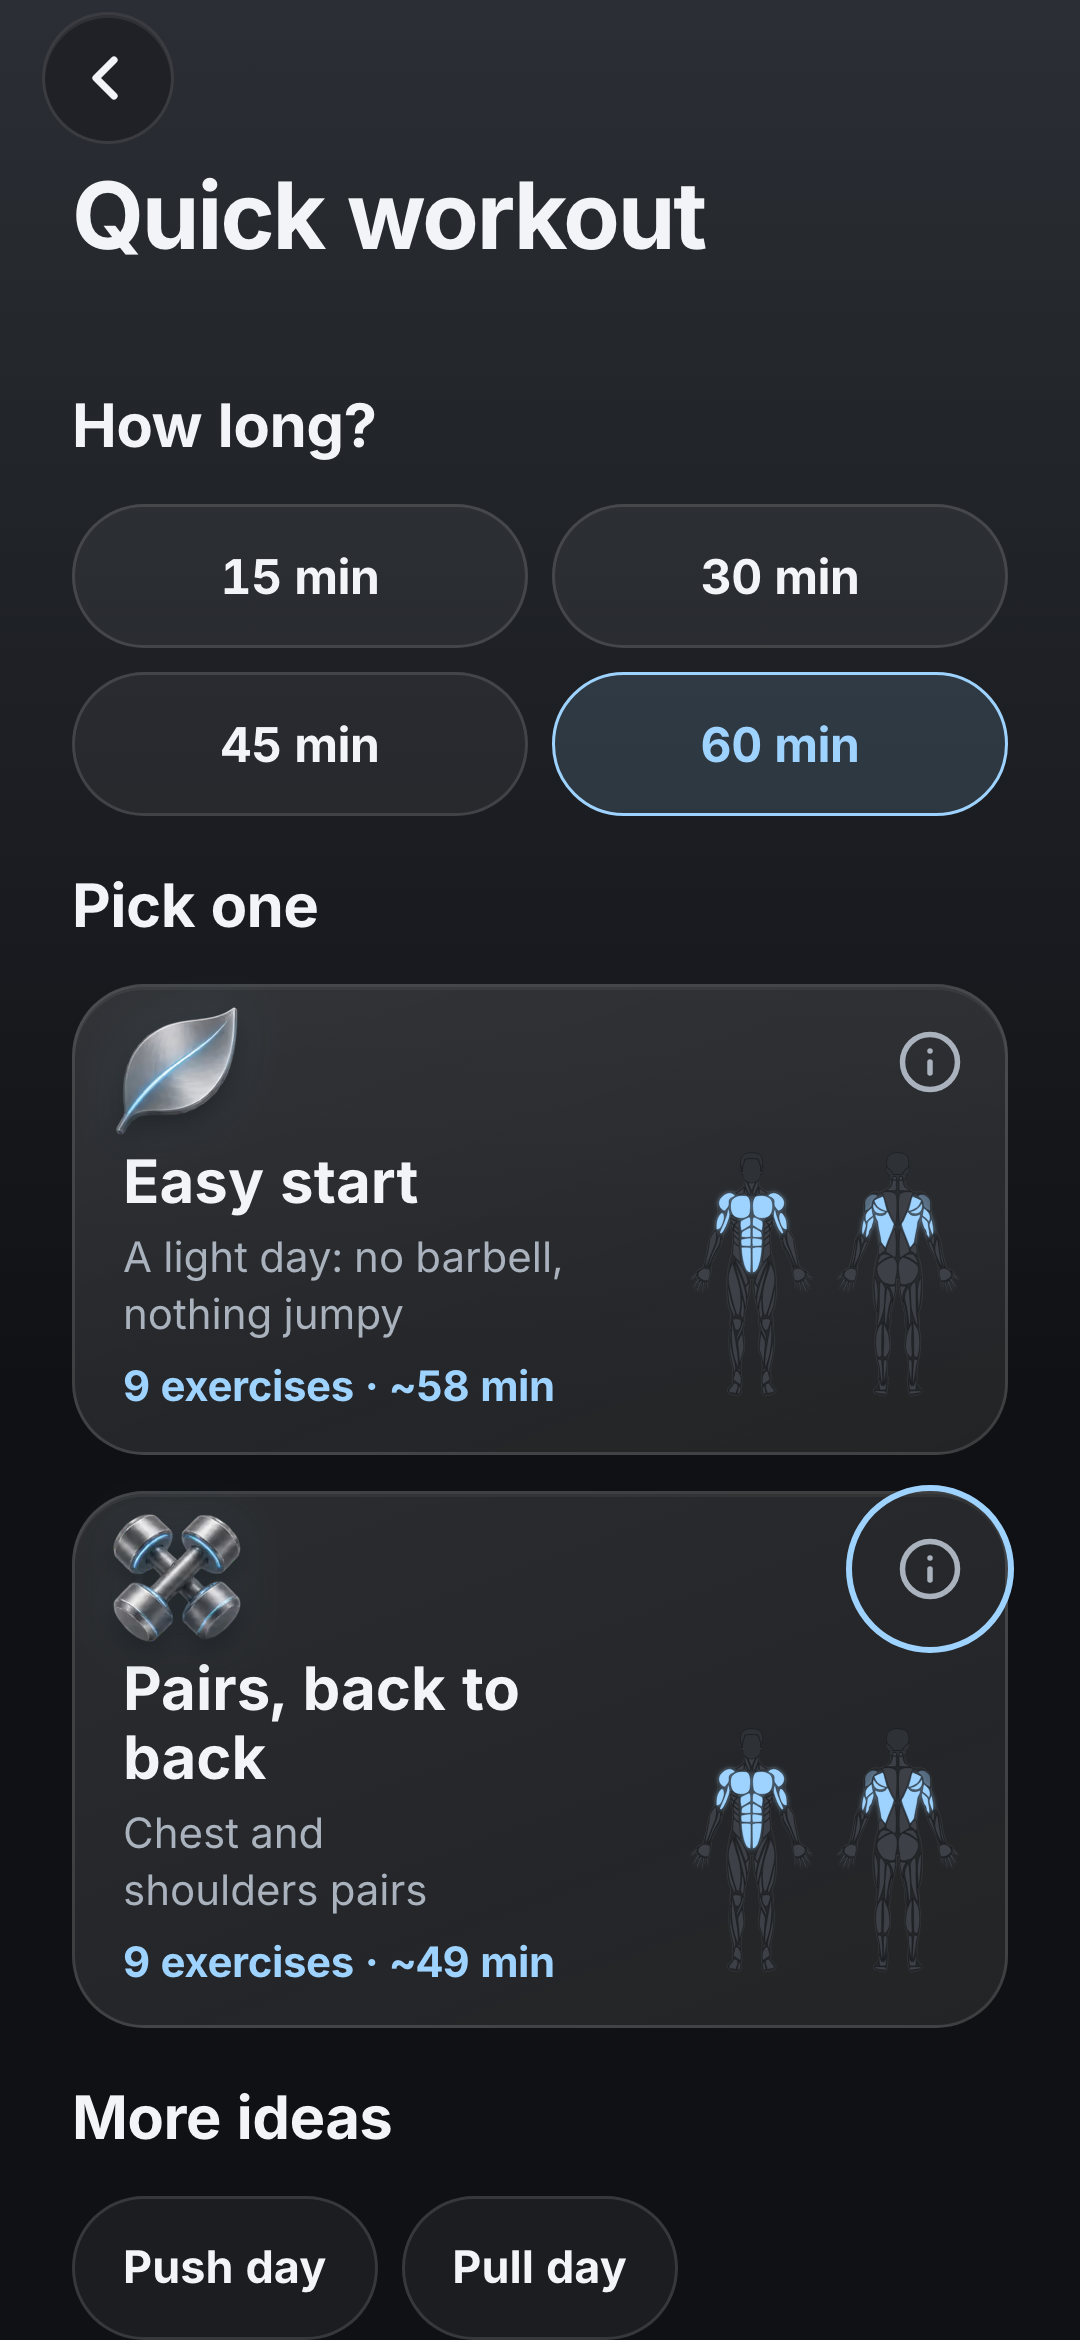 Quick workout
How long?
15 min
30 min
45 min
60 min
Pick one
Easy start
A light day: no barbell,
nothing jumpy
9 exercises · ~58 min
Pairs, back to
back
Chest and
shoulders pairs
9 exercises · ~49 min
More ideas
Push day
Pull day